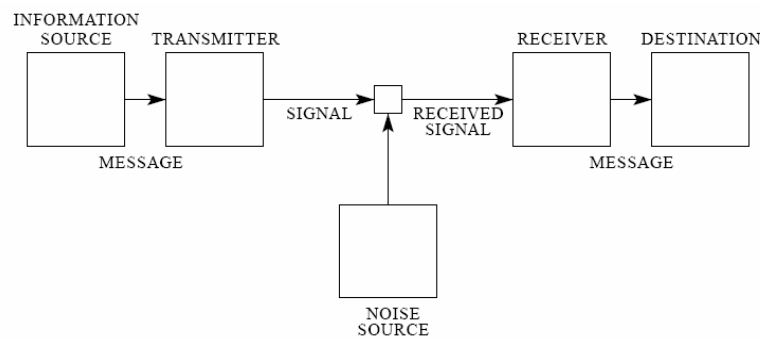 INFORMATION
SOURCE
TRANSMITTER
RECEIVER
DESTINATION
SIGNAL
RECEIVED
SIGNAL
MESSAGE
MESSAGE
NOISE
SOURCE